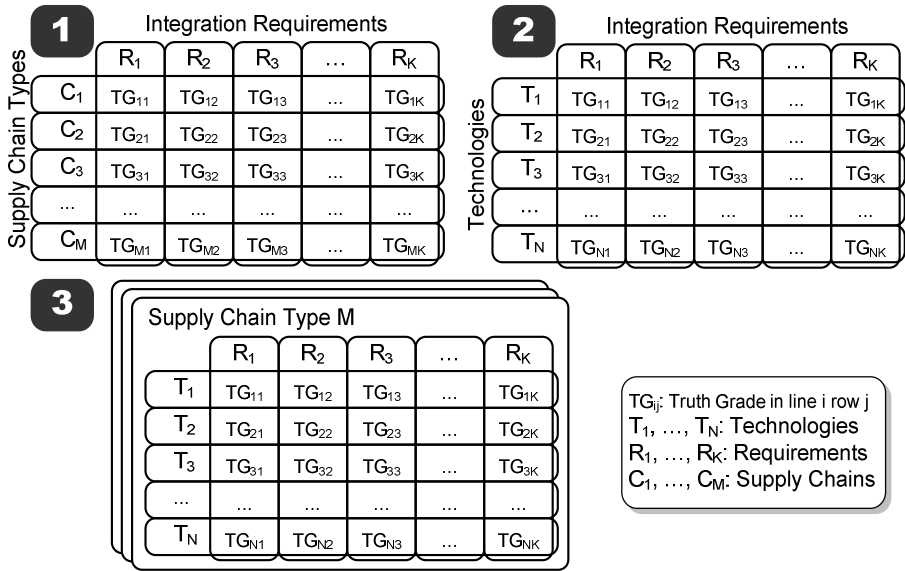 1
Integration Requirements
Supply Chain Types
R1 R2 R3 … RK
C1 TG11 TG12 TG13 ... TG1K
C2 TG21 TG22 TG23 ... TG2K
C3 TG31 TG32 TG33 ... TG3K
... ... ... ... ... ...
CM TGM1 TGM2 TGM3 ... TGMK
2
Integration Requirements
Technologies
R1 R2 R3 … RK
T1 TG11 TG12 TG13 ... TG1K
T2 TG21 TG22 TG23 ... TG2K
T3 TG31 TG32 TG33 ... TG3K
… ... ... ... ... ...
TN TGN1 TGN2 TGN3 ... TGNK
3
Supply Chain Type M
R1 R2 R3 … RK
T1 TG11 TG12 TG13 ... TG1K
T2 TG21 TG22 TG23 ... TG2K
T3 TG31 TG32 TG33 ... TG3K
... ... ... ... ... ...
TN TGN1 TGN2 TGN3 ... TGNK
TGij: Truth Grade in line i row j
T1, …, TN: Technologies
R1, …, RK: Requirements
C1, …, CM: Supply Chains